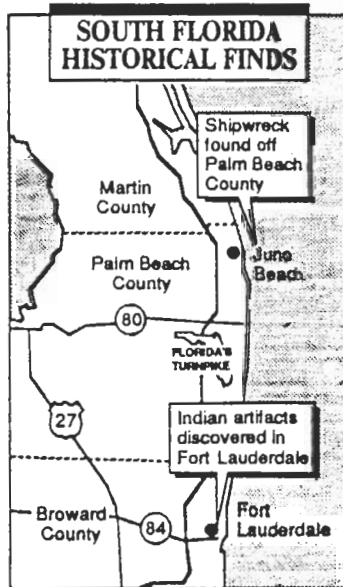 SOUTH FLORIDA
HISTORICAL FINDS
Shipwreck
found off
Palm Beach
County
Martin
County
Juno
Beach
Palm Beach
County
80
FLORIDA'S
TURNPIKE
27
Indian artifacts
discovered in
Fort Lauderdale
Broward
County
84
Fort
Lauderdale